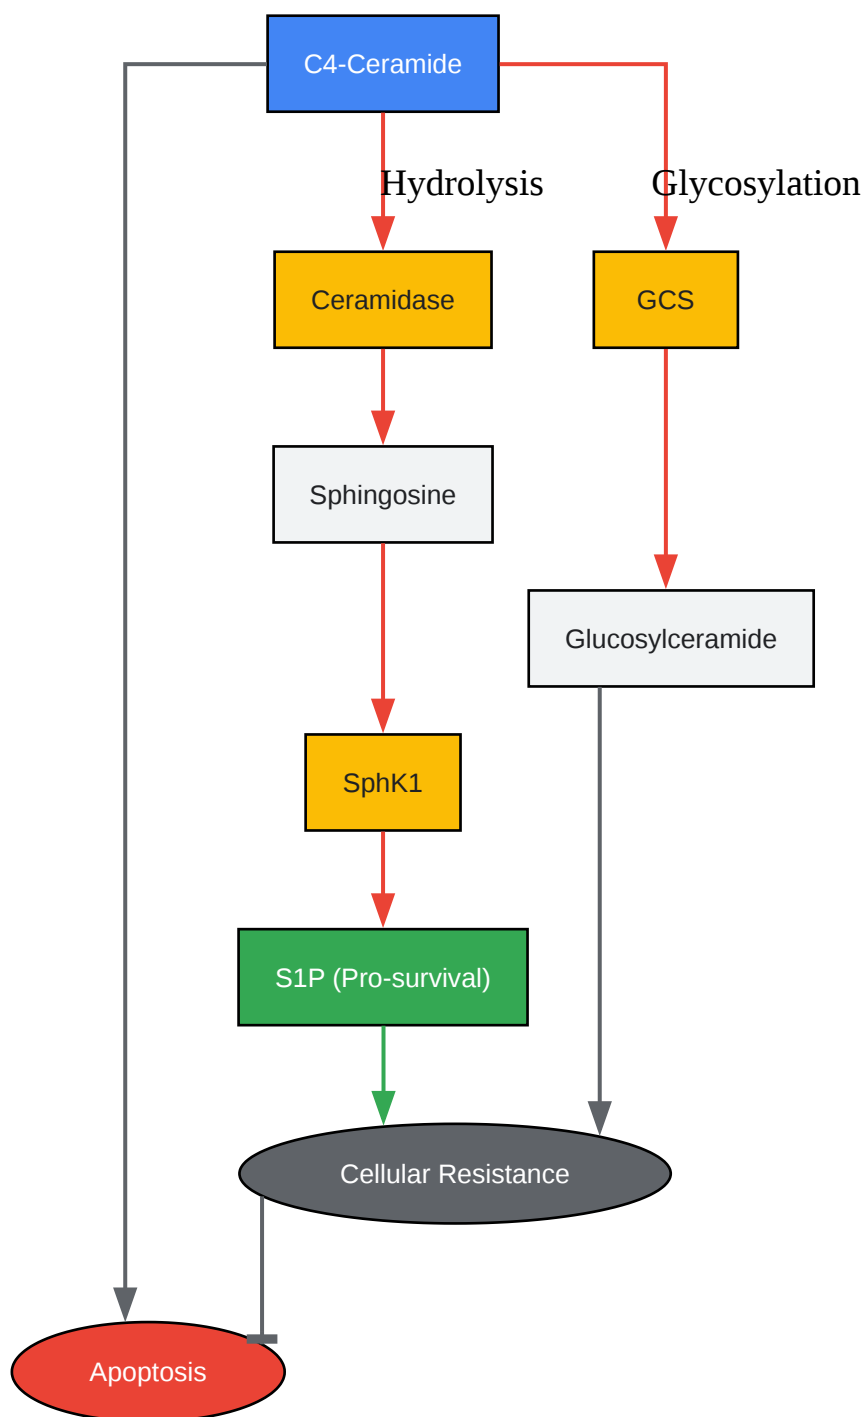 C4-Ceramide
Hydrolysis
Glycosylation
Ceramidase
GCS
Sphingosine
Glucosylceramide
SphK1
S1P (Pro-survival)
Cellular Resistance
Apoptosis